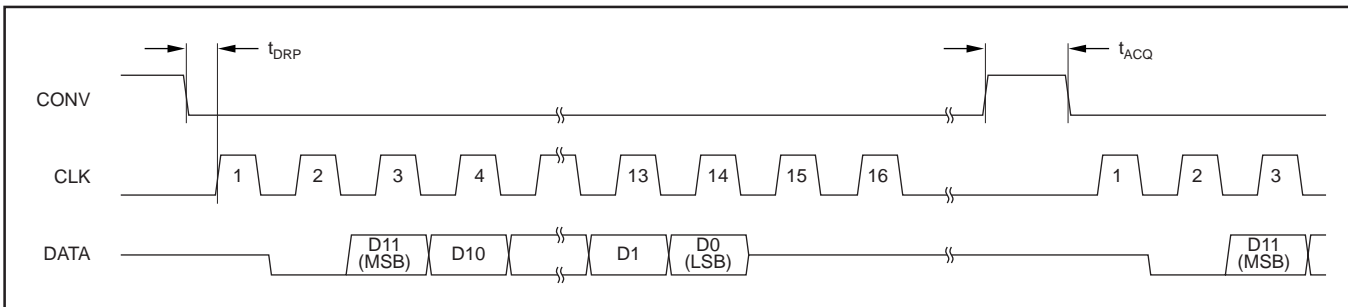 tDRP tACQ
CONV
CLK 1 2 3 4 13 14 15 16 1 2 3
DATA D11 (MSB) D10 D1 D0 (LSB) D11 (MSB)